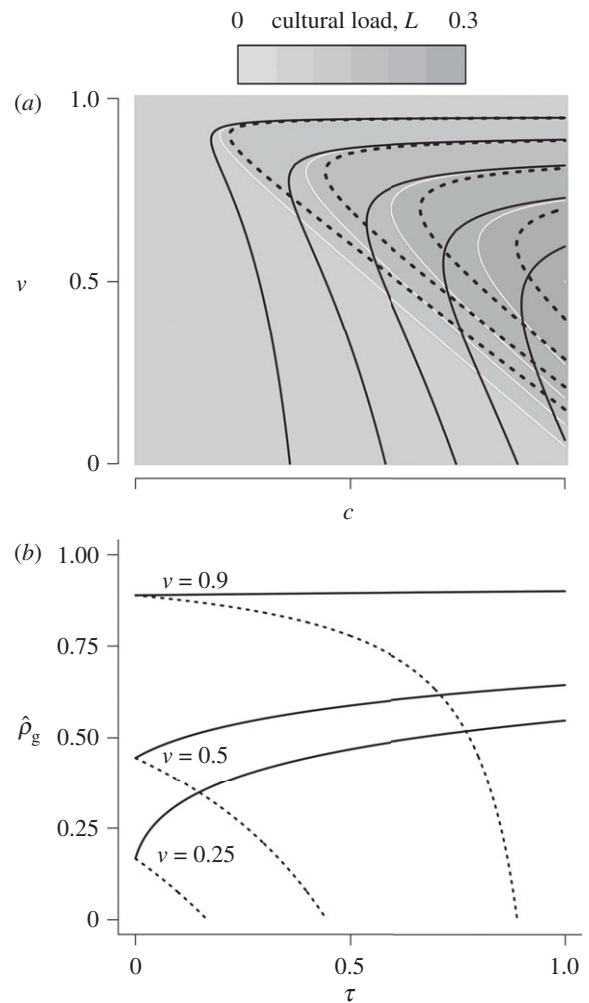 0 cultural load, L 0.3
(a)
1.0
v
0.5
0
c
(b)
1.00
v = 0.9
0.75
ρ̂g
0.50
v = 0.5
0.25
v = 0.25
0
0 0.5 1.0
τ